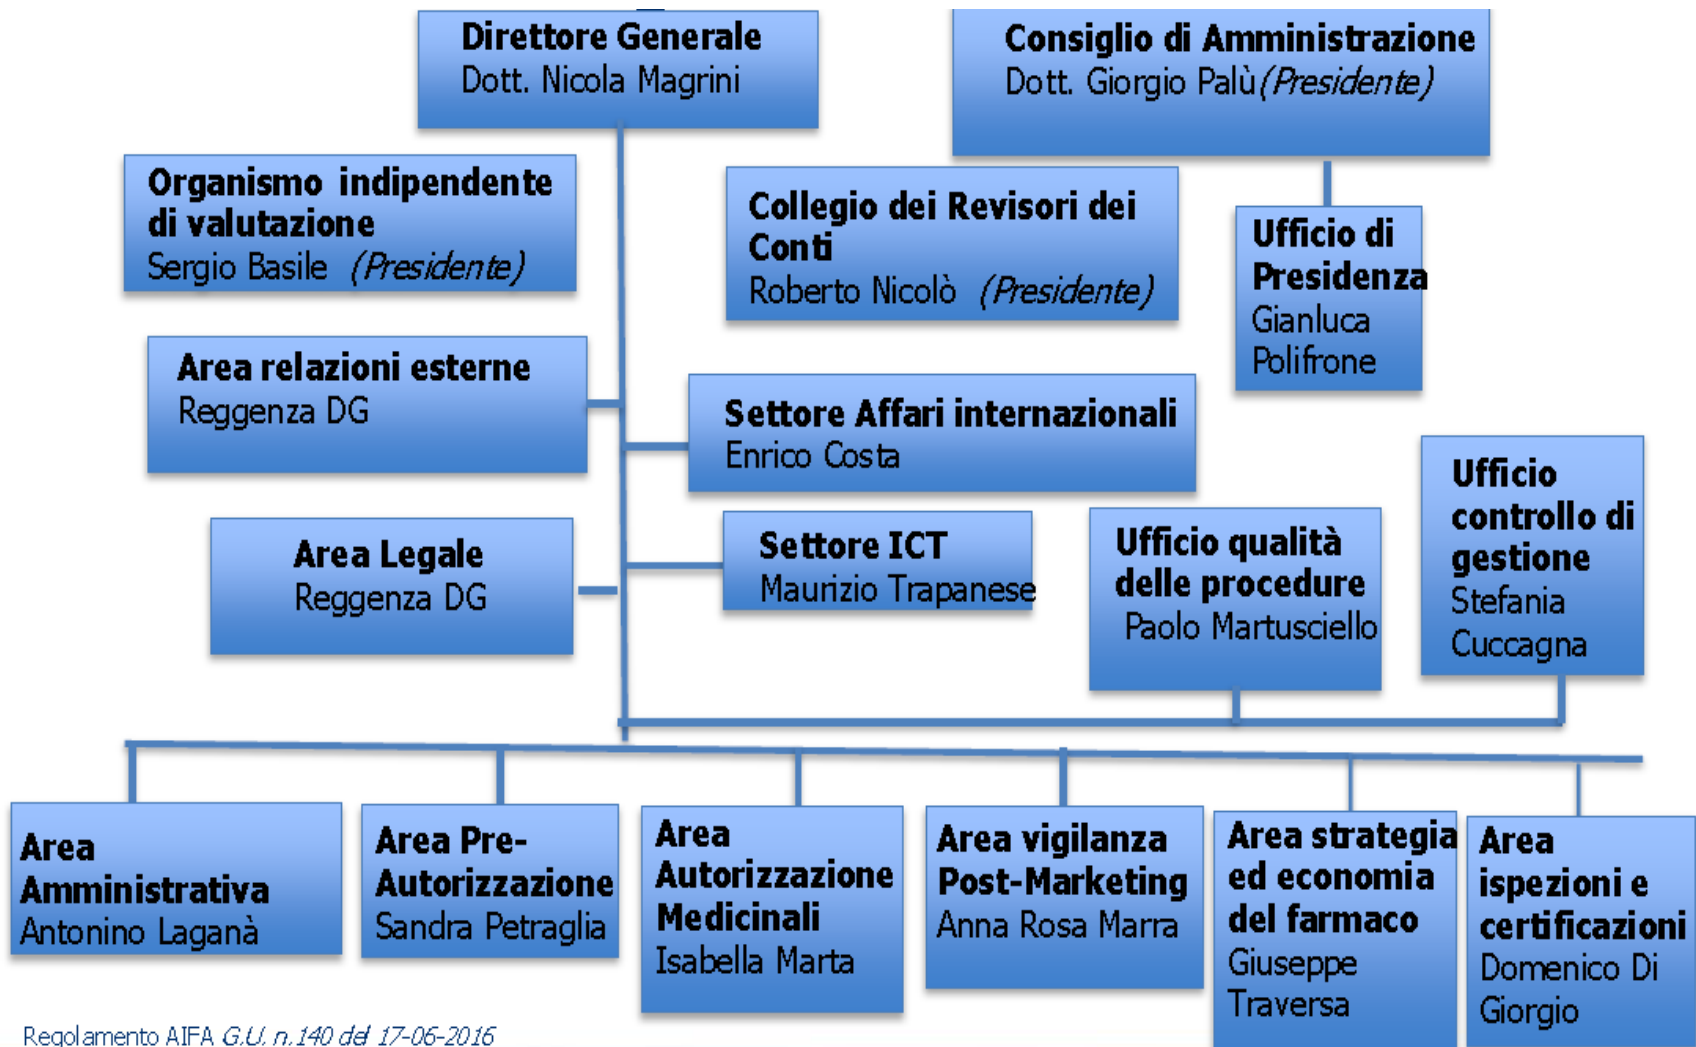 Direttore Generale
Dott. Nicola Magrini
Consiglio di Amministrazione
Dott. Giorgio Palù (Presidente)
Organismo indipendente
di valutazione
Sergio Basile (Presidente)
Collegio dei Revisori dei
Conti
Roberto Nicolò (Presidente)
Ufficio di
Presidenza
Gianluca
Polifrone
Area relazioni esterne
Reggenza DG
Settore Affari internazionali
Enrico Costa
Area Legale
Reggenza DG
Settore ICT
Maurizio Trapanese
Ufficio qualità
delle procedure
Paolo Martusciello
Ufficio
controllo di
gestione
Stefania
Cuccagna
Area
Amministrativa
Antonino Laganà
Area Pre-
Autorizzazione
Sandra Petraglia
Area
Autorizzazione
Medicinali
Isabella Marta
Area vigilanza
Post-Marketing
Anna Rosa Marra
Area strategia
ed economia
del farmaco
Giuseppe
Traversa
Area
ispezioni e
certificazioni
Domenico Di
Giorgio
Regolamento AIFA G.U. n.140 del 17-06-2016